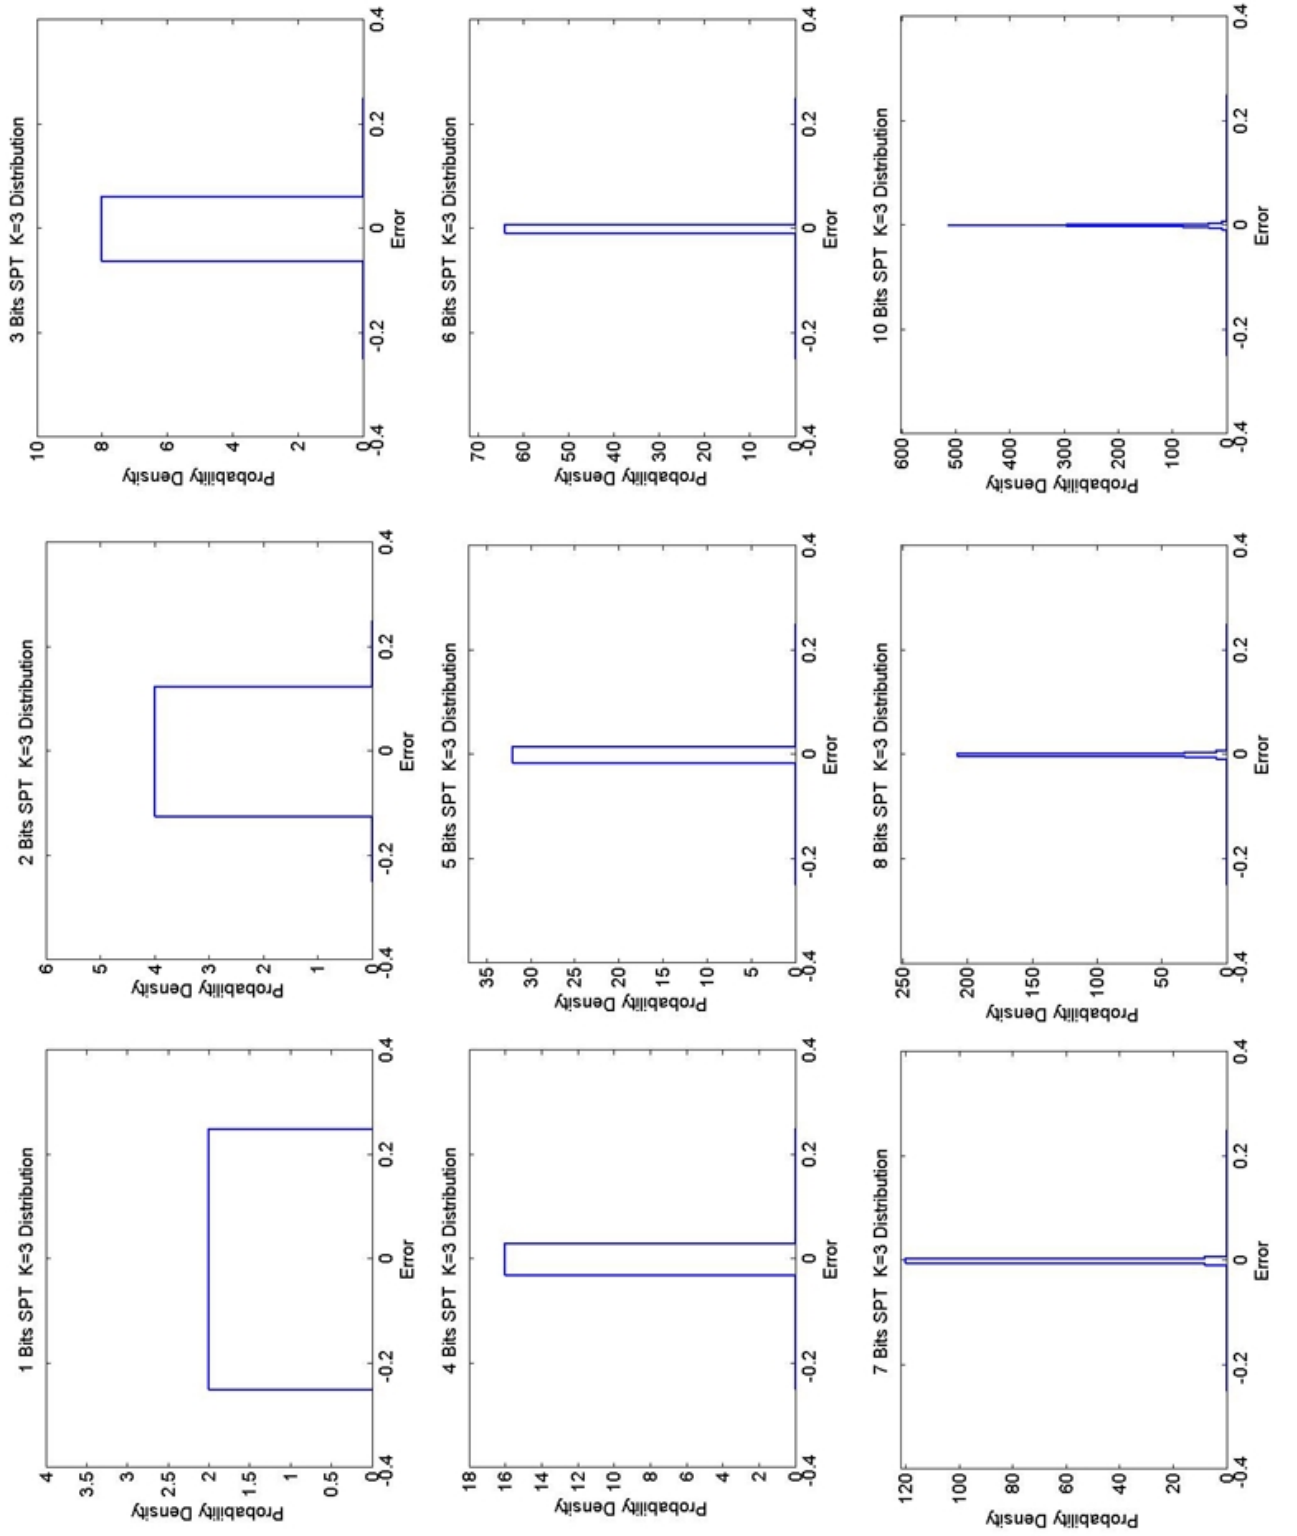 1 Bits SPT K=3 Distribution
4
3.5
3
2.5
2
1.5
1
0.5
0
Probability Density
-0.4 -0.2 0 0.2 0.4
Error
2 Bits SPT K=3 Distribution
6
5
4
3
2
1
0
Probability Density
-0.4 -0.2 0 0.2 0.4
Error
3 Bits SPT K=3 Distribution
10
8
6
4
2
0
Probability Density
-0.4 -0.2 0 0.2 0.4
Error
4 Bits SPT K=3 Distribution
18
16
14
12
10
8
6
4
2
0
Probability Density
-0.4 -0.2 0 0.2 0.4
Error
5 Bits SPT K=3 Distribution
35
30
25
20
15
10
5
0
Probability Density
-0.4 -0.2 0 0.2 0.4
Error
6 Bits SPT K=3 Distribution
70
60
50
40
30
20
10
0
Probability Density
-0.4 -0.2 0 0.2 0.4
Error
7 Bits SPT K=3 Distribution
120
100
80
60
40
20
0
Probability Density
-0.4 -0.2 0 0.2 0.4
Error
8 Bits SPT K=3 Distribution
250
200
150
100
50
0
Probability Density
-0.4 -0.2 0 0.2 0.4
Error
10 Bits SPT K=3 Distribution
600
500
400
300
200
100
0
Probability Density
-0.4 -0.2 0 0.2 0.4
Error